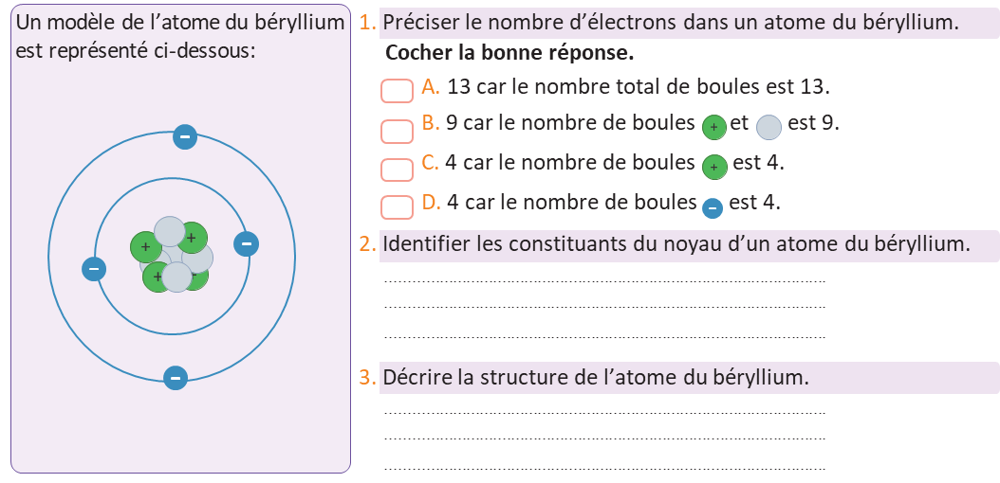 Un modèle de l’atome du béryllium
est représenté ci-dessous:
1. Préciser le nombre d’électrons dans un atome du béryllium.
Cocher la bonne réponse.
A. 13 car le nombre total de boules est 13.
B. 9 car le nombre de boules + et est 9.
C. 4 car le nombre de boules + est 4.
D. 4 car le nombre de boules − est 4.
2. Identifier les constituants du noyau d’un atome du béryllium.
3. Décrire la structure de l’atome du béryllium.